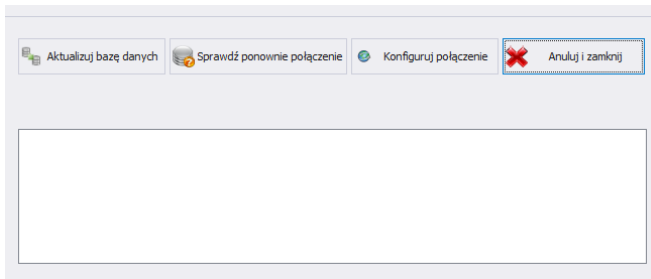 Aktualizuj bazę danych
Sprawdź ponownie połączenie
Konfiguruj połączenie
Anuluj i zamknij